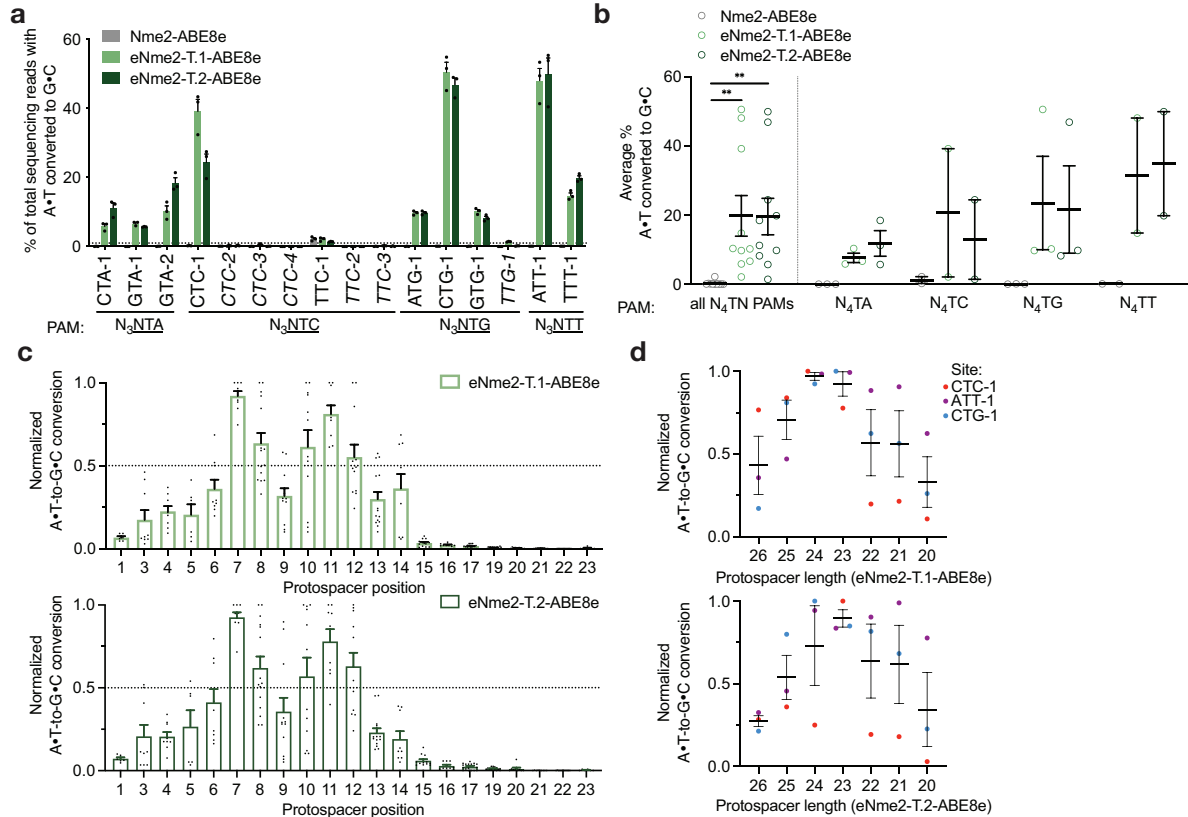 a
Nme2-ABE8e
eNme2-T.1-ABE8e
eNme2-T.2-ABE8e
% of total sequencing reads with
A•T converted to G•C
60
40
20
0
CTA-1
GTA-1
GTA-2
CTC-1
CTC-2
CTC-3
CTC-4
TTC-1
TTC-2
TTC-3
ATG-1
CTG-1
GTG-1
TTG-1
ATT-1
TTT-1
PAM: N₃NTA N₃NTC N₃NTG N₃NTT
b
Nme2-ABE8e
eNme2-T.1-ABE8e
eNme2-T.2-ABE8e
Average %
A•T converted to G•C
60
40
20
0
**
**
PAM: all N₄TN PAMs N₄TA N₄TC N₄TG N₄TT
c
eNme2-T.1-ABE8e
Normalized
A•T-to-G•C conversion
1.0
0.5
0.0
1 3 4 5 6 7 8 9 10 11 12 13 14 15 16 17 19 20 21 22 23
Protospacer position
eNme2-T.2-ABE8e
Normalized
A•T-to-G•C conversion
1.0
0.5
0.0
1 3 4 5 6 7 8 9 10 11 12 13 14 15 16 17 19 20 21 22 23
Protospacer position
d
Site:
CTC-1
ATT-1
CTG-1
Normalized
A•T-to-G•C conversion
1.0
0.5
0.0
26 25 24 23 22 21 20
Protospacer length (eNme2-T.1-ABE8e)
Normalized
A•T-to-G•C conversion
1.0
0.5
0.0
26 25 24 23 22 21 20
Protospacer length (eNme2-T.2-ABE8e)